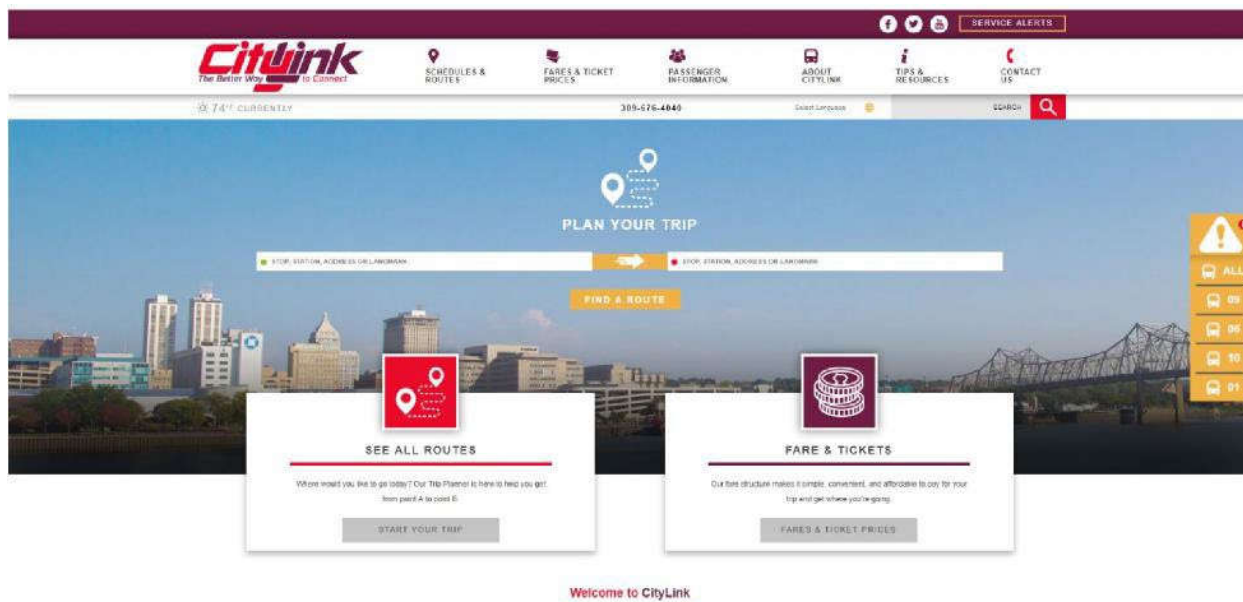 SERVICE ALERTS
CityLink
The Better Way to Connect
SCHEDULES & ROUTES
FARES & TICKET PRICES
PASSENGER INFORMATION
ABOUT CITYLINK
TIPS & RESOURCES
CONTACT US
74°F CURRENTLY
309-676-4040
Select Language
SEARCH
PLAN YOUR TRIP
STOP, STATION, ADDRESS OR LANDMARK
STOP, STATION, ADDRESS OR LANDMARK
FIND A ROUTE
ALL
09
06
10
01
SEE ALL ROUTES
Where would you like to go today? Our Trip Planner is here to help you get
from point A to point B.
START YOUR TRIP
FARE & TICKETS
Our fare structure makes it simple, convenient, and affordable to pay for your
trip and get where you're going.
FARES & TICKET PRICES
Welcome to CityLink